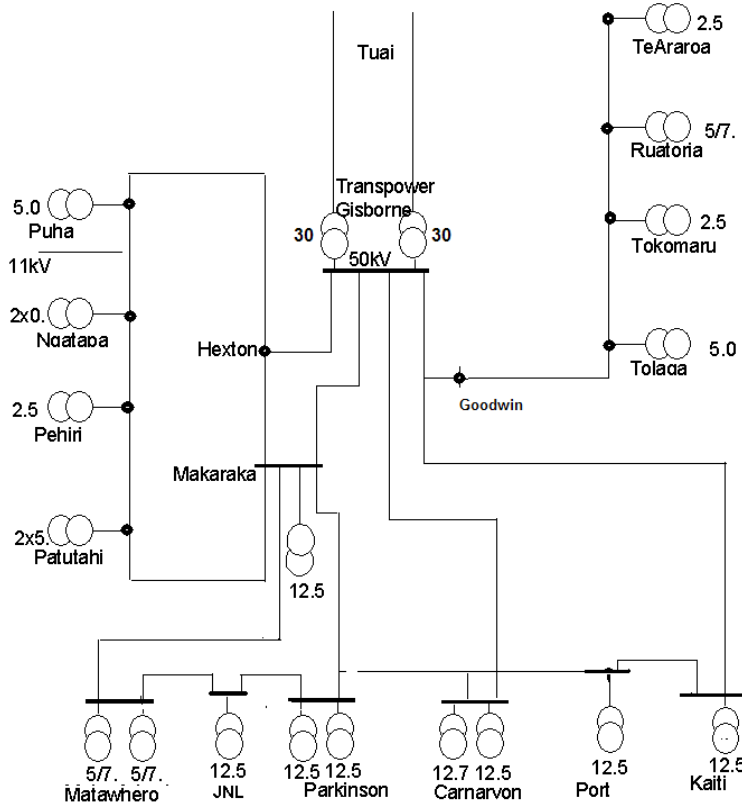 Tuai
2.5
TeAraroa
5/7.
Ruatoria
2.5
Tokomaru
5.0
Tolaga
Transpower
Gisborne
30
30
50kV
5.0
Puha
11kV
2x0.
Ngatapa
2.5
Pehiri
2x5.
Patutahi
Hexton
Goodwin
Makaraka
12.5
5/7.
5/7.
Matawhero
12.5
JNL
12.5
12.5
Parkinson
12.7
12.5
Carnarvon
12.5
Port
12.5
Kaiti